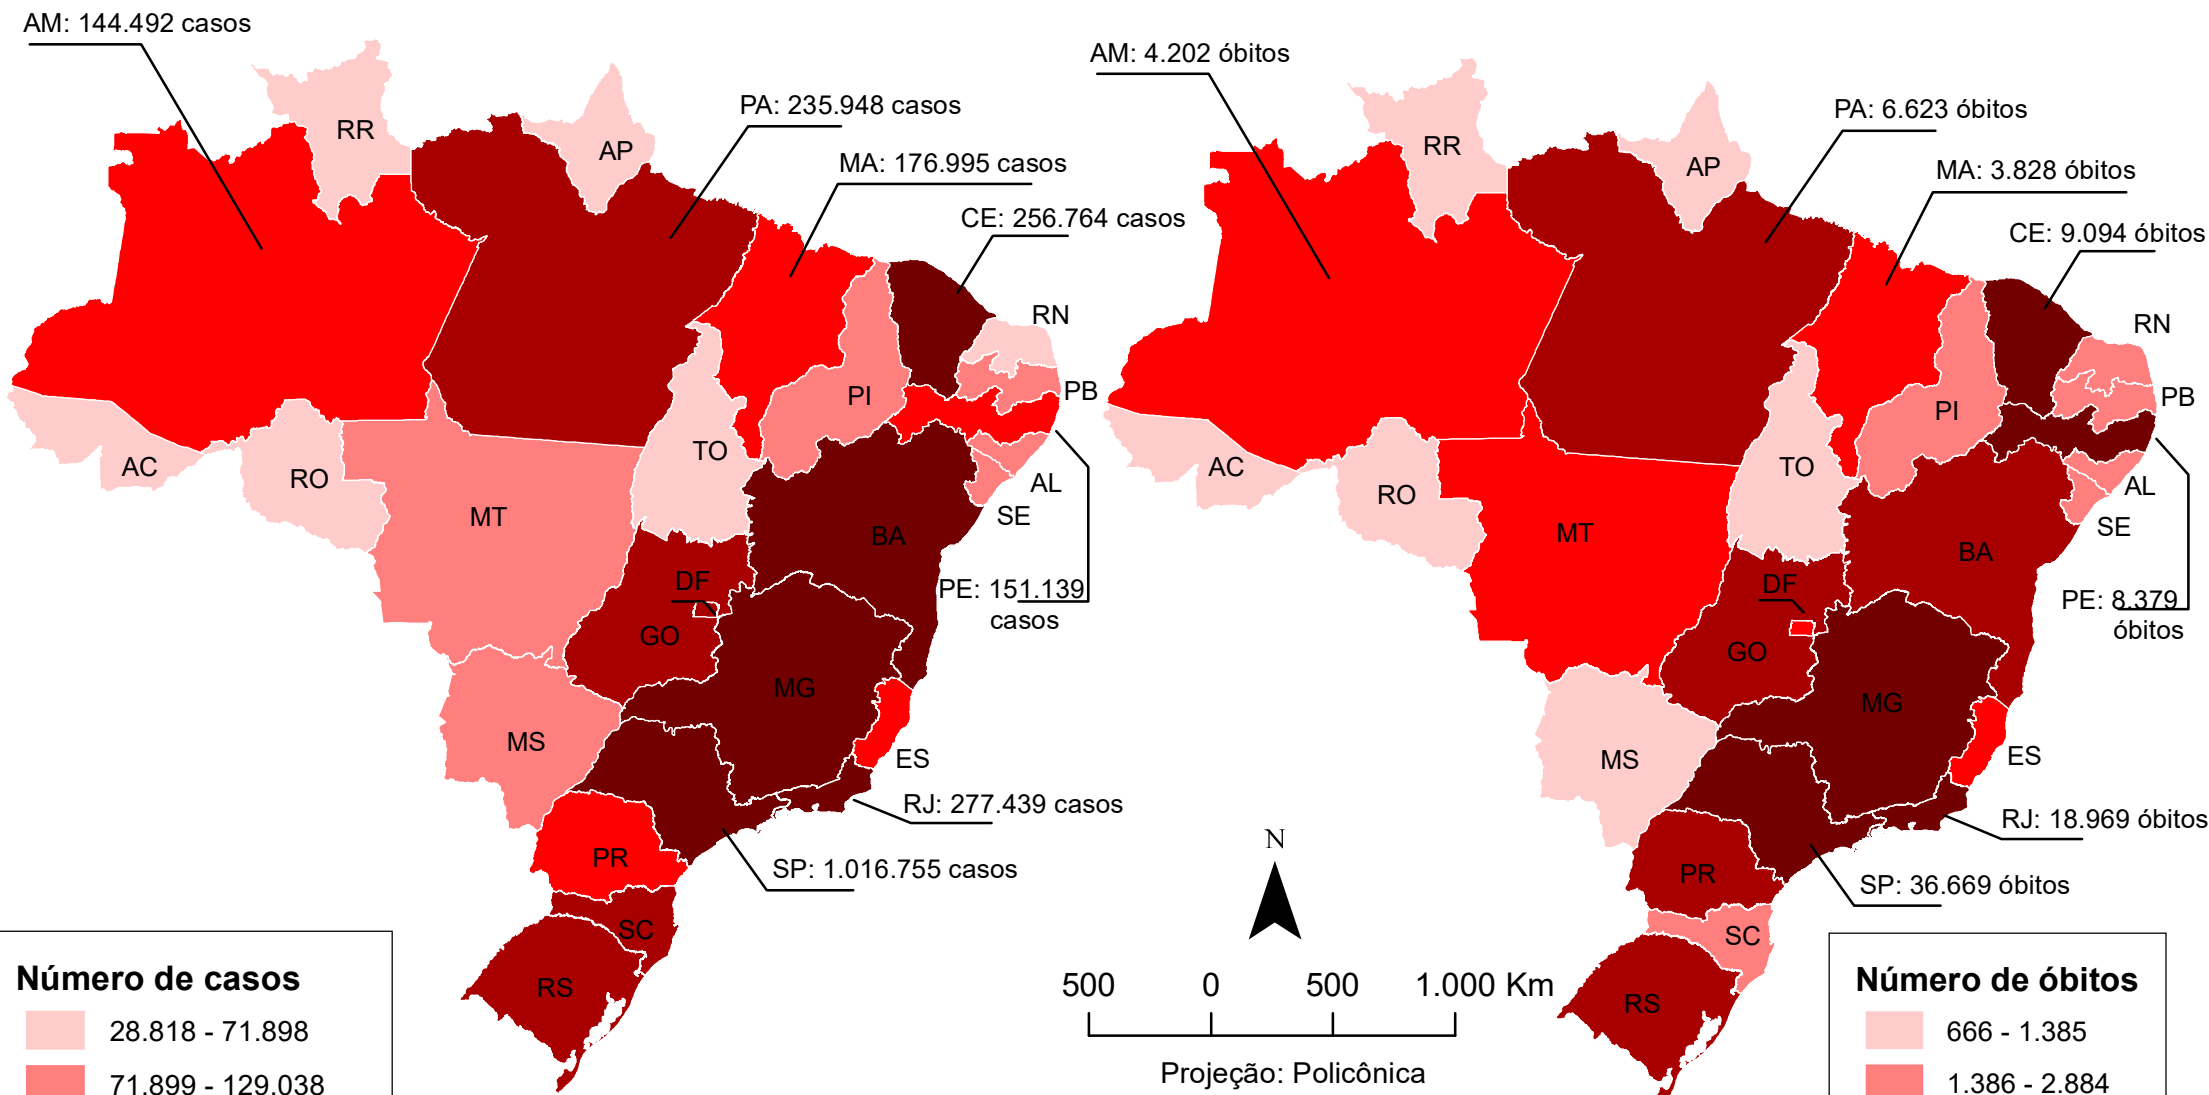 AM: 144.492 casos
RR
AP
PA: 235.948 casos
MA: 176.995 casos
CE: 256.764 casos
RN
PB
PI
TO
AC
RO
MT
AL
SE
BA
DF
GO
PE: 151.139
casos
MG
MS
ES
RJ: 277.439 casos
PR
SP: 1.016.755 casos
SC
RS
Número de casos
28.818 - 71.898
71.899 - 129.038
AM: 4.202 óbitos
RR
AP
PA: 6.623 óbitos
MA: 3.828 óbitos
CE: 9.094 óbitos
RN
PB
PI
TO
AC
RO
MT
AL
SE
BA
DF
GO
PE: 8.379
óbitos
MG
MS
ES
RJ: 18.969 óbitos
PR
SP: 36.669 óbitos
SC
RS
N
500 0 500 1.000 Km
Projeção: Policônica
Número de óbitos
666 - 1.385
1.386 - 2.884